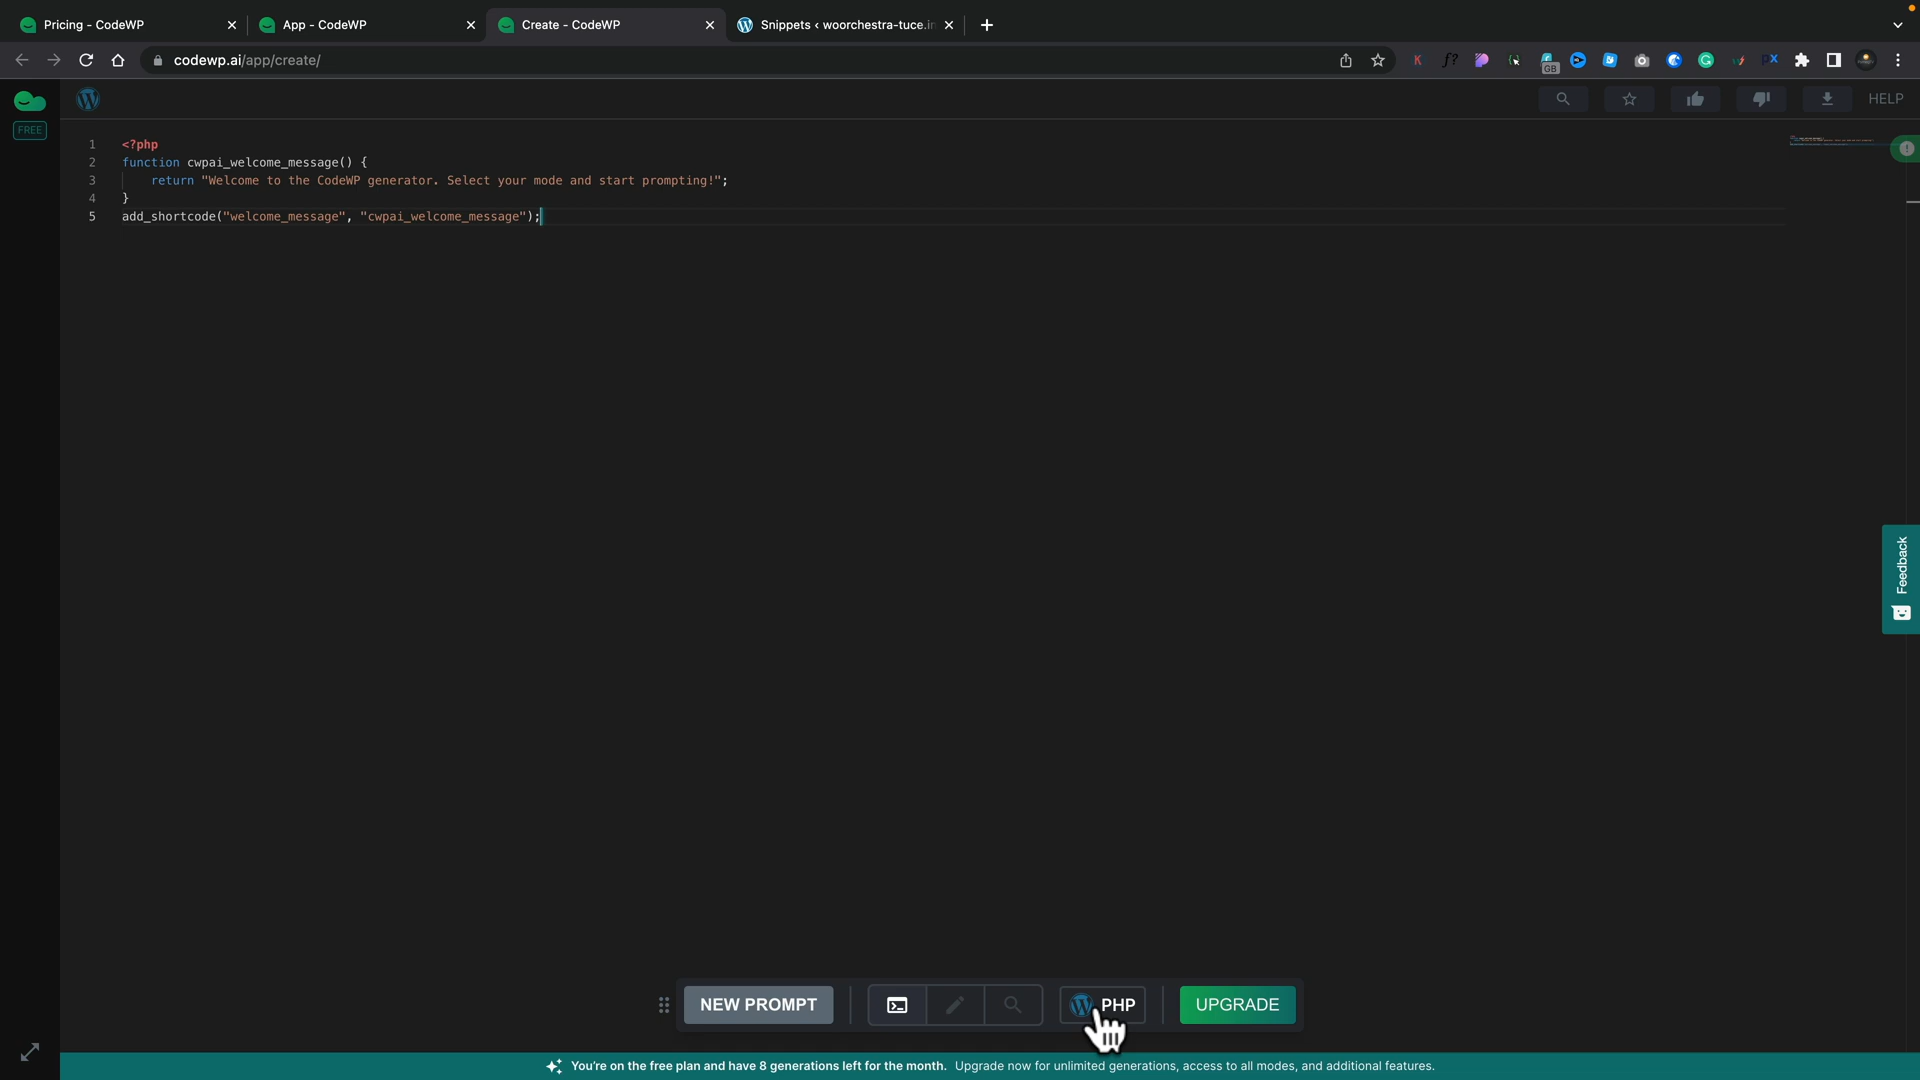 Pricing - CodeWP
App - CodeWP
Create - CodeWP
Snippets ‹ woorchestra-tuce.in
codewp.ai/app/create/
GB
FREE
HELP
1 <?php
2 function cwpai_welcome_message() {
3 return "Welcome to the CodeWP generator. Select your mode and start prompting!";
4 }
5 add_shortcode("welcome_message", "cwpai_welcome_message");
Feedback
NEW PROMPT
PHP
UPGRADE
You're on the free plan and have 8 generations left for the month. Upgrade now for unlimited generations, access to all modes, and additional features.